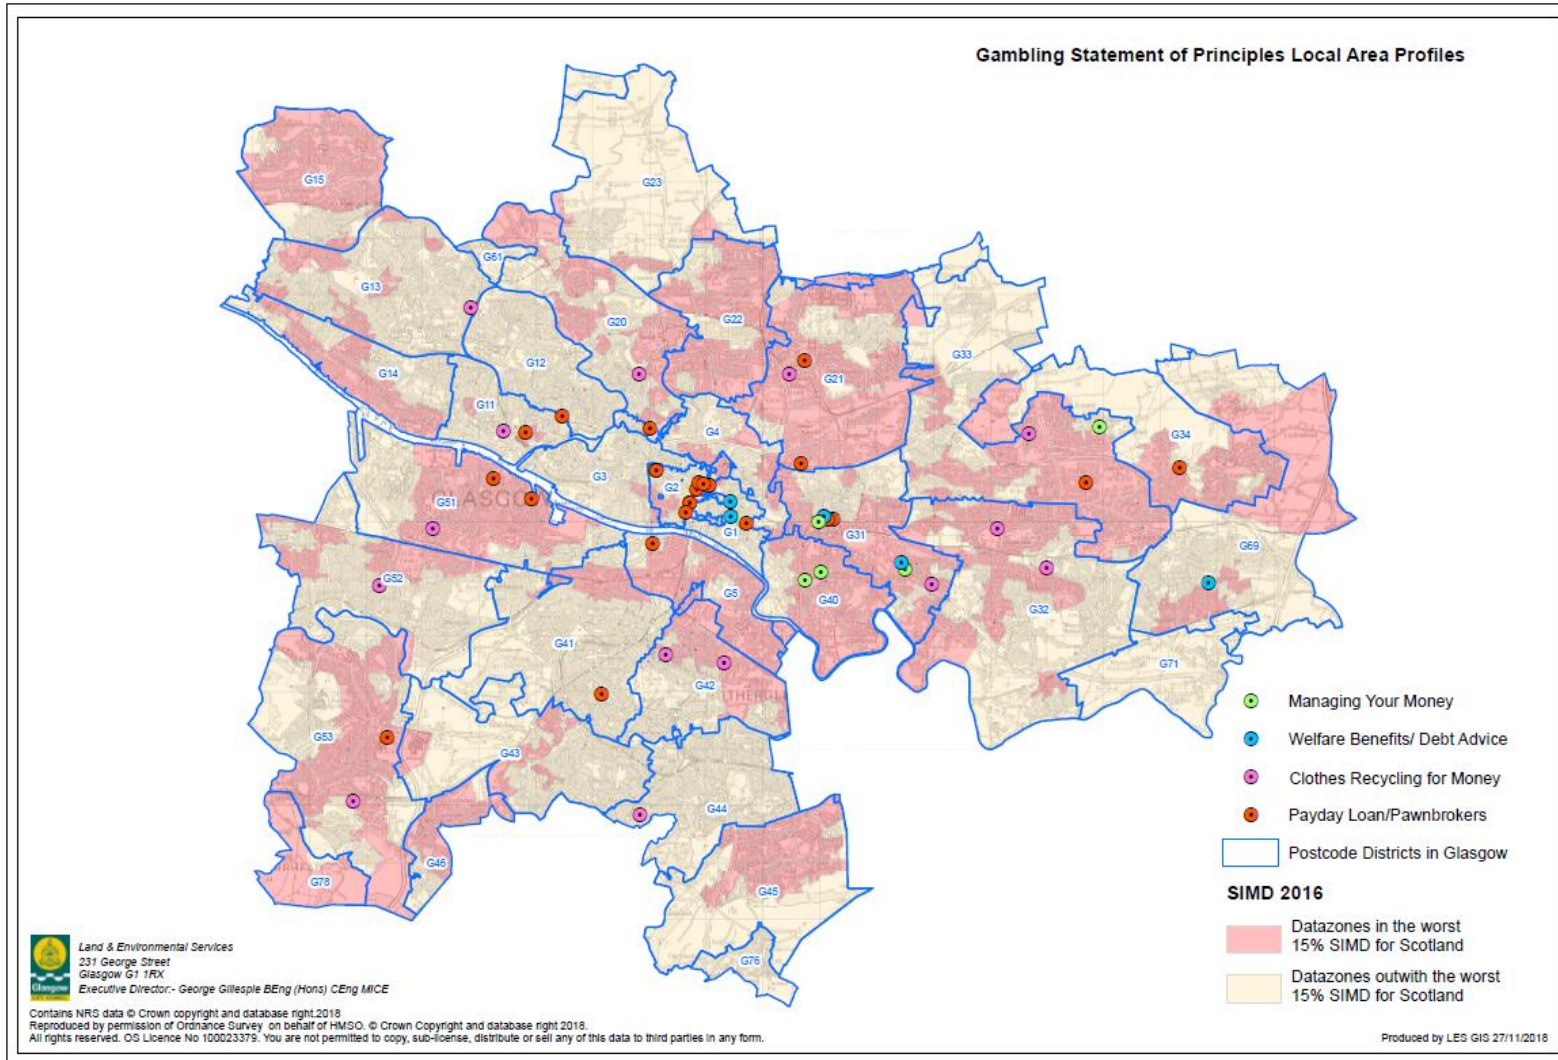 Gambling Statement of Principles Local Area Profiles
G15
G23
G61
G13
G20
G22
G33
G12
G21
G14
G11
G4
G34
G3
G2
GLASGOW
G51
G1
G31
G69
G52
G5
G40
G32
G41
G71
G42
G53
G43
G44
G46
G78
G45
G76
Managing Your Money
Welfare Benefits/ Debt Advice
Clothes Recycling for Money
Payday Loan/Pawnbrokers
Postcode Districts in Glasgow
SIMD 2016
Datazones in the worst
15% SIMD for Scotland
Datazones outwith the worst
15% SIMD for Scotland
Glasgow
CITY COUNCIL
Land & Environmental Services
231 George Street
Glasgow G1 1RX
Executive Director:- George Gillespie BEng (Hons) CEng MICE
Contains NRS data © Crown copyright and database right.2018
Reproduced by permission of Ordnance Survey on behalf of HMSO. © Crown Copyright and database right 2018.
All rights reserved. OS Licence No 100023379. You are not permitted to copy, sub-license, distribute or sell any of this data to third parties in any form.
Produced by LES GIS 27/11/2018